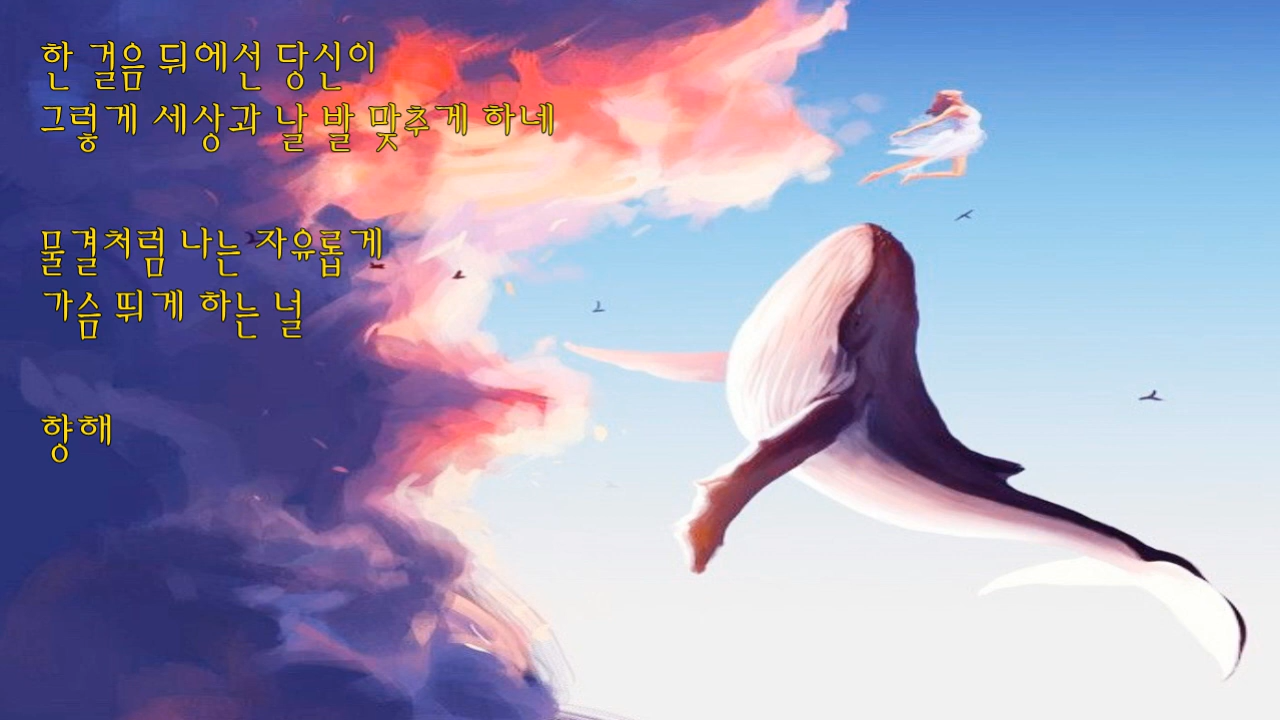 한 걸음 뒤에선 당신이
그렇게 세상과 날 발 맞추게 하네
물결처럼 나는 자유롭게
가슴 뛰게 하는 널
향해